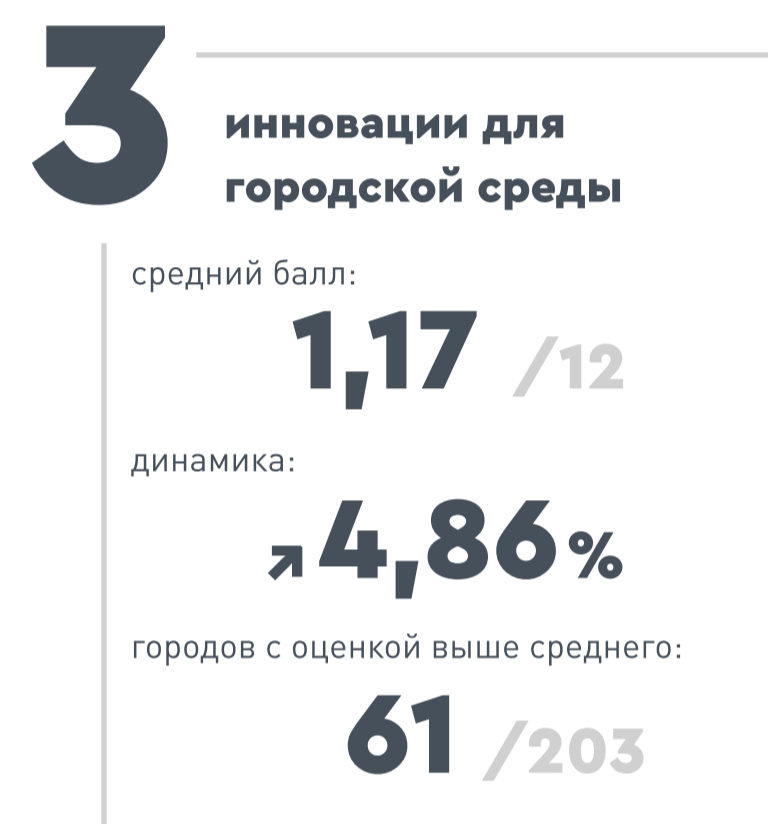 3
инновации для
городской среды
средний балл:
1,17 /12
динамика:
↗4,86%
городов с оценкой выше среднего:
61 /203